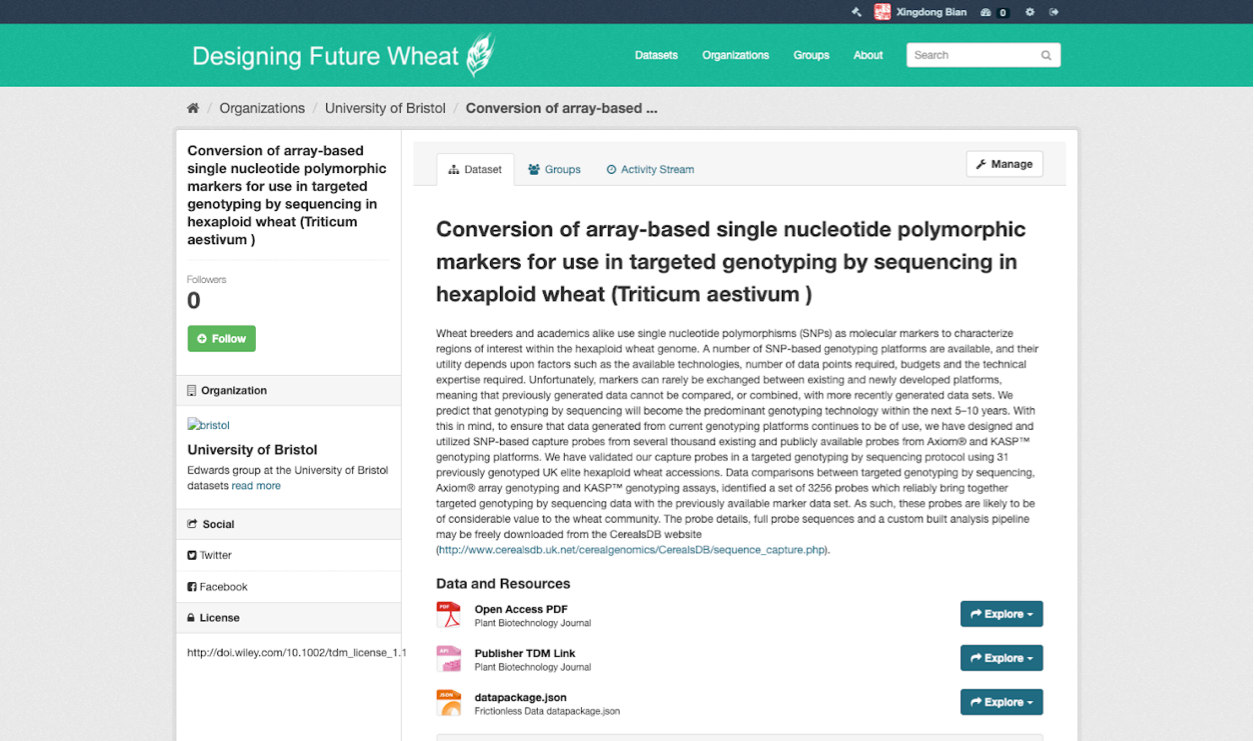 Xingdong Bian 0
Designing Future Wheat
Datasets Organizations Groups About Search
/ Organizations / University of Bristol / Conversion of array-based ...
Conversion of array-based
single nucleotide polymorphic
markers for use in targeted
genotyping by sequencing in
hexaploid wheat (Triticum
aestivum )
Followers
0
Follow
Organization
bristol
University of Bristol
Edwards group at the University of Bristol
datasets read more
Social
Twitter
Facebook
License
http://doi.wiley.com/10.1002/tdm_license_1.1
Dataset Groups Activity Stream Manage
Conversion of array-based single nucleotide polymorphic
markers for use in targeted genotyping by sequencing in
hexaploid wheat (Triticum aestivum )
Wheat breeders and academics alike use single nucleotide polymorphisms (SNPs) as molecular markers to characterize
regions of interest within the hexaploid wheat genome. A number of SNP-based genotyping platforms are available, and their
utility depends upon factors such as the available technologies, number of data points required, budgets and the technical
expertise required. Unfortunately, markers can rarely be exchanged between existing and newly developed platforms,
meaning that previously generated data cannot be compared, or combined, with more recently generated data sets. We
predict that genotyping by sequencing will become the predominant genotyping technology within the next 5–10 years. With
this in mind, to ensure that data generated from current genotyping platforms continues to be of use, we have designed and
utilized SNP-based capture probes from several thousand existing and publicly available probes from Axiom® and KASP™
genotyping platforms. We have validated our capture probes in a targeted genotyping by sequencing protocol using 31
previously genotyped UK elite hexaploid wheat accessions. Data comparisons between targeted genotyping by sequencing,
Axiom® array genotyping and KASP™ genotyping assays, identified a set of 3256 probes which reliably bring together
targeted genotyping by sequencing data with the previously available marker data set. As such, these probes are likely to be
of considerable value to the wheat community. The probe details, full probe sequences and a custom built analysis pipeline
may be freely downloaded from the CerealsDB website
(http://www.cerealsdb.uk.net/cerealgenomics/CerealsDB/sequence_capture.php).
Data and Resources
PDF Open Access PDF Explore
Plant Biotechnology Journal
API Publisher TDM Link Explore
Plant Biotechnology Journal
JSON datapackage.json Explore
Frictionless Data datapackage.json